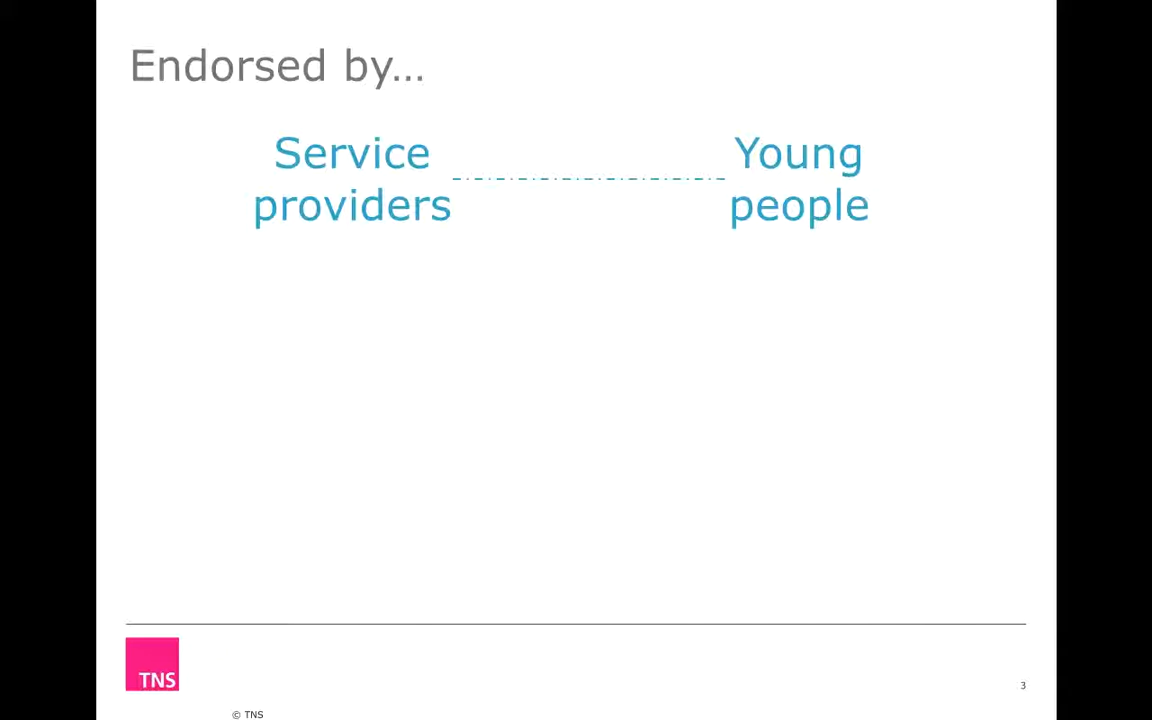 Endorsed by…
Service
providers
Young
people
TNS
3
© TNS